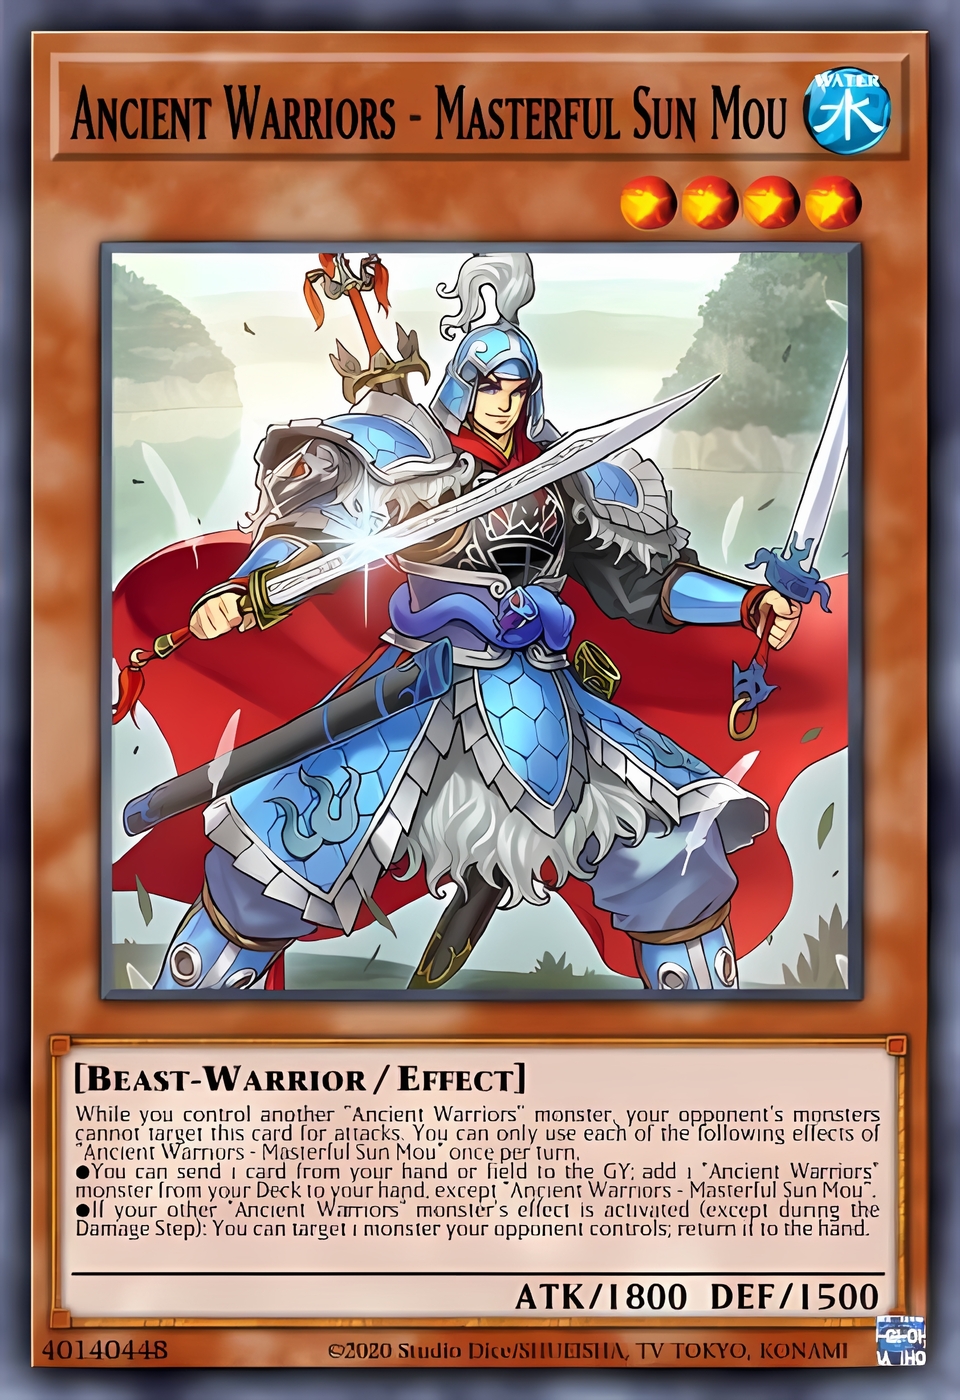 Ancient Warriors - Masterful Sun Mou
WATER
水
[Beast-Warrior / Effect]
While you control another "Ancient Warriors" monster, your opponent's monsters
cannot target this card for attacks. You can only use each of the following effects of
"Ancient Warriors - Masterful Sun Mou" once per turn.
●You can send 1 card from your hand or field to the GY; add 1 "Ancient Warriors"
monster from your Deck to your hand, except "Ancient Warriors - Masterful Sun Mou".
●If your other "Ancient Warriors" monster's effect is activated (except during the
Damage Step): You can target 1 monster your opponent controls; return it to the hand.
ATK/1800 DEF/1500
40140448
©2020 Studio Dice/SHUEISHA, TV TOKYO, KONAMI